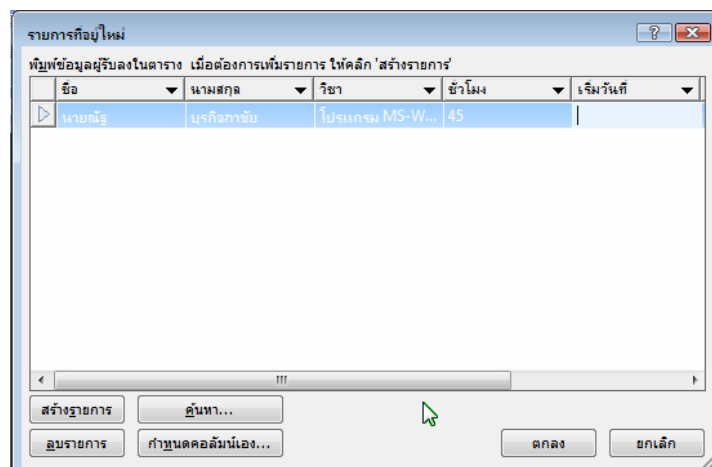 รายการที่อยู่ใหม่
พิมพ์ข้อมูลผู้รับลงในตาราง เมื่อต้องการเพิ่มรายการ ให้คลิก 'สร้างรายการ'
ชื่อ นามสกุล วิชา ชั่วโมง เริ่มวันที่
นายณัฐ บุรกิจภาชัย โปรแกรม MS-W... 45
สร้างรายการ ค้นหา...
ลบรายการ กำหนดคอลัมน์เอง... ตกลง ยกเลิก